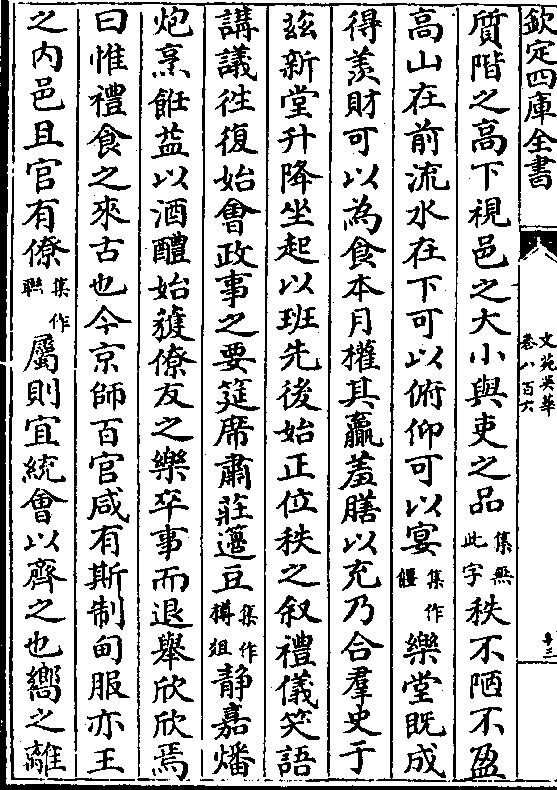 欽定四庫全書
文苑英華
卷八百六
十三
質階之高下視邑之大小與吏之品集無此字秩不陋不盈
高山在前流水在下可以俯仰可以宴集作樂堂既成
得羨財可以為食本月權其羸羞膳以充乃合羣吏于
兹新堂升降坐起以班先後始正位秩之叙禮儀笑語
講議徃復始會政事之要筵席肅莊籩豆集作樽俎靜嘉燔
炮烹飪益以酒醴始獲僚友之樂卒事而退舉欣欣焉
曰惟禮食之來古也今京師百官咸有斯制甸服亦王
之内邑且官有僚集作聮屬則宜統會以齊之也嚮之離